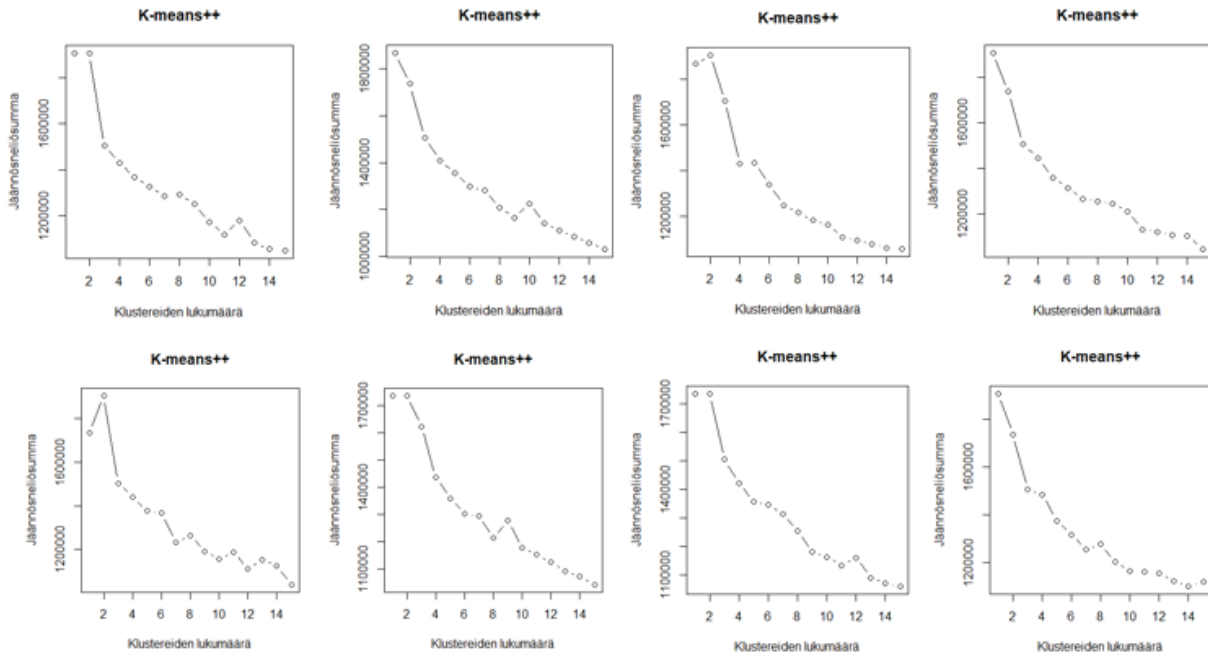 K-means++
Jäännösneliösumma
1600000
1200000
2 4 6 8 10 12 14
Klustereiden lukumäärä
K-means++
Jäännösneliösumma
1800000
1400000
1000000
2 4 6 8 10 12 14
Klustereiden lukumäärä
K-means++
Jäännösneliösumma
1600000
1200000
2 4 6 8 10 12 14
Klustereiden lukumäärä
K-means++
Jäännösneliösumma
1600000
1200000
2 4 6 8 10 12 14
Klustereiden lukumäärä
K-means++
Jäännösneliösumma
1600000
1200000
2 4 6 8 10 12 14
Klustereiden lukumäärä
K-means++
Jäännösneliösumma
1700000
1400000
1100000
2 4 6 8 10 12 14
Klustereiden lukumäärä
K-means++
Jäännösneliösumma
1700000
1400000
1100000
2 4 6 8 10 12 14
Klustereiden lukumäärä
K-means++
Jäännösneliösumma
1600000
1200000
2 4 6 8 10 12 14
Klustereiden lukumäärä